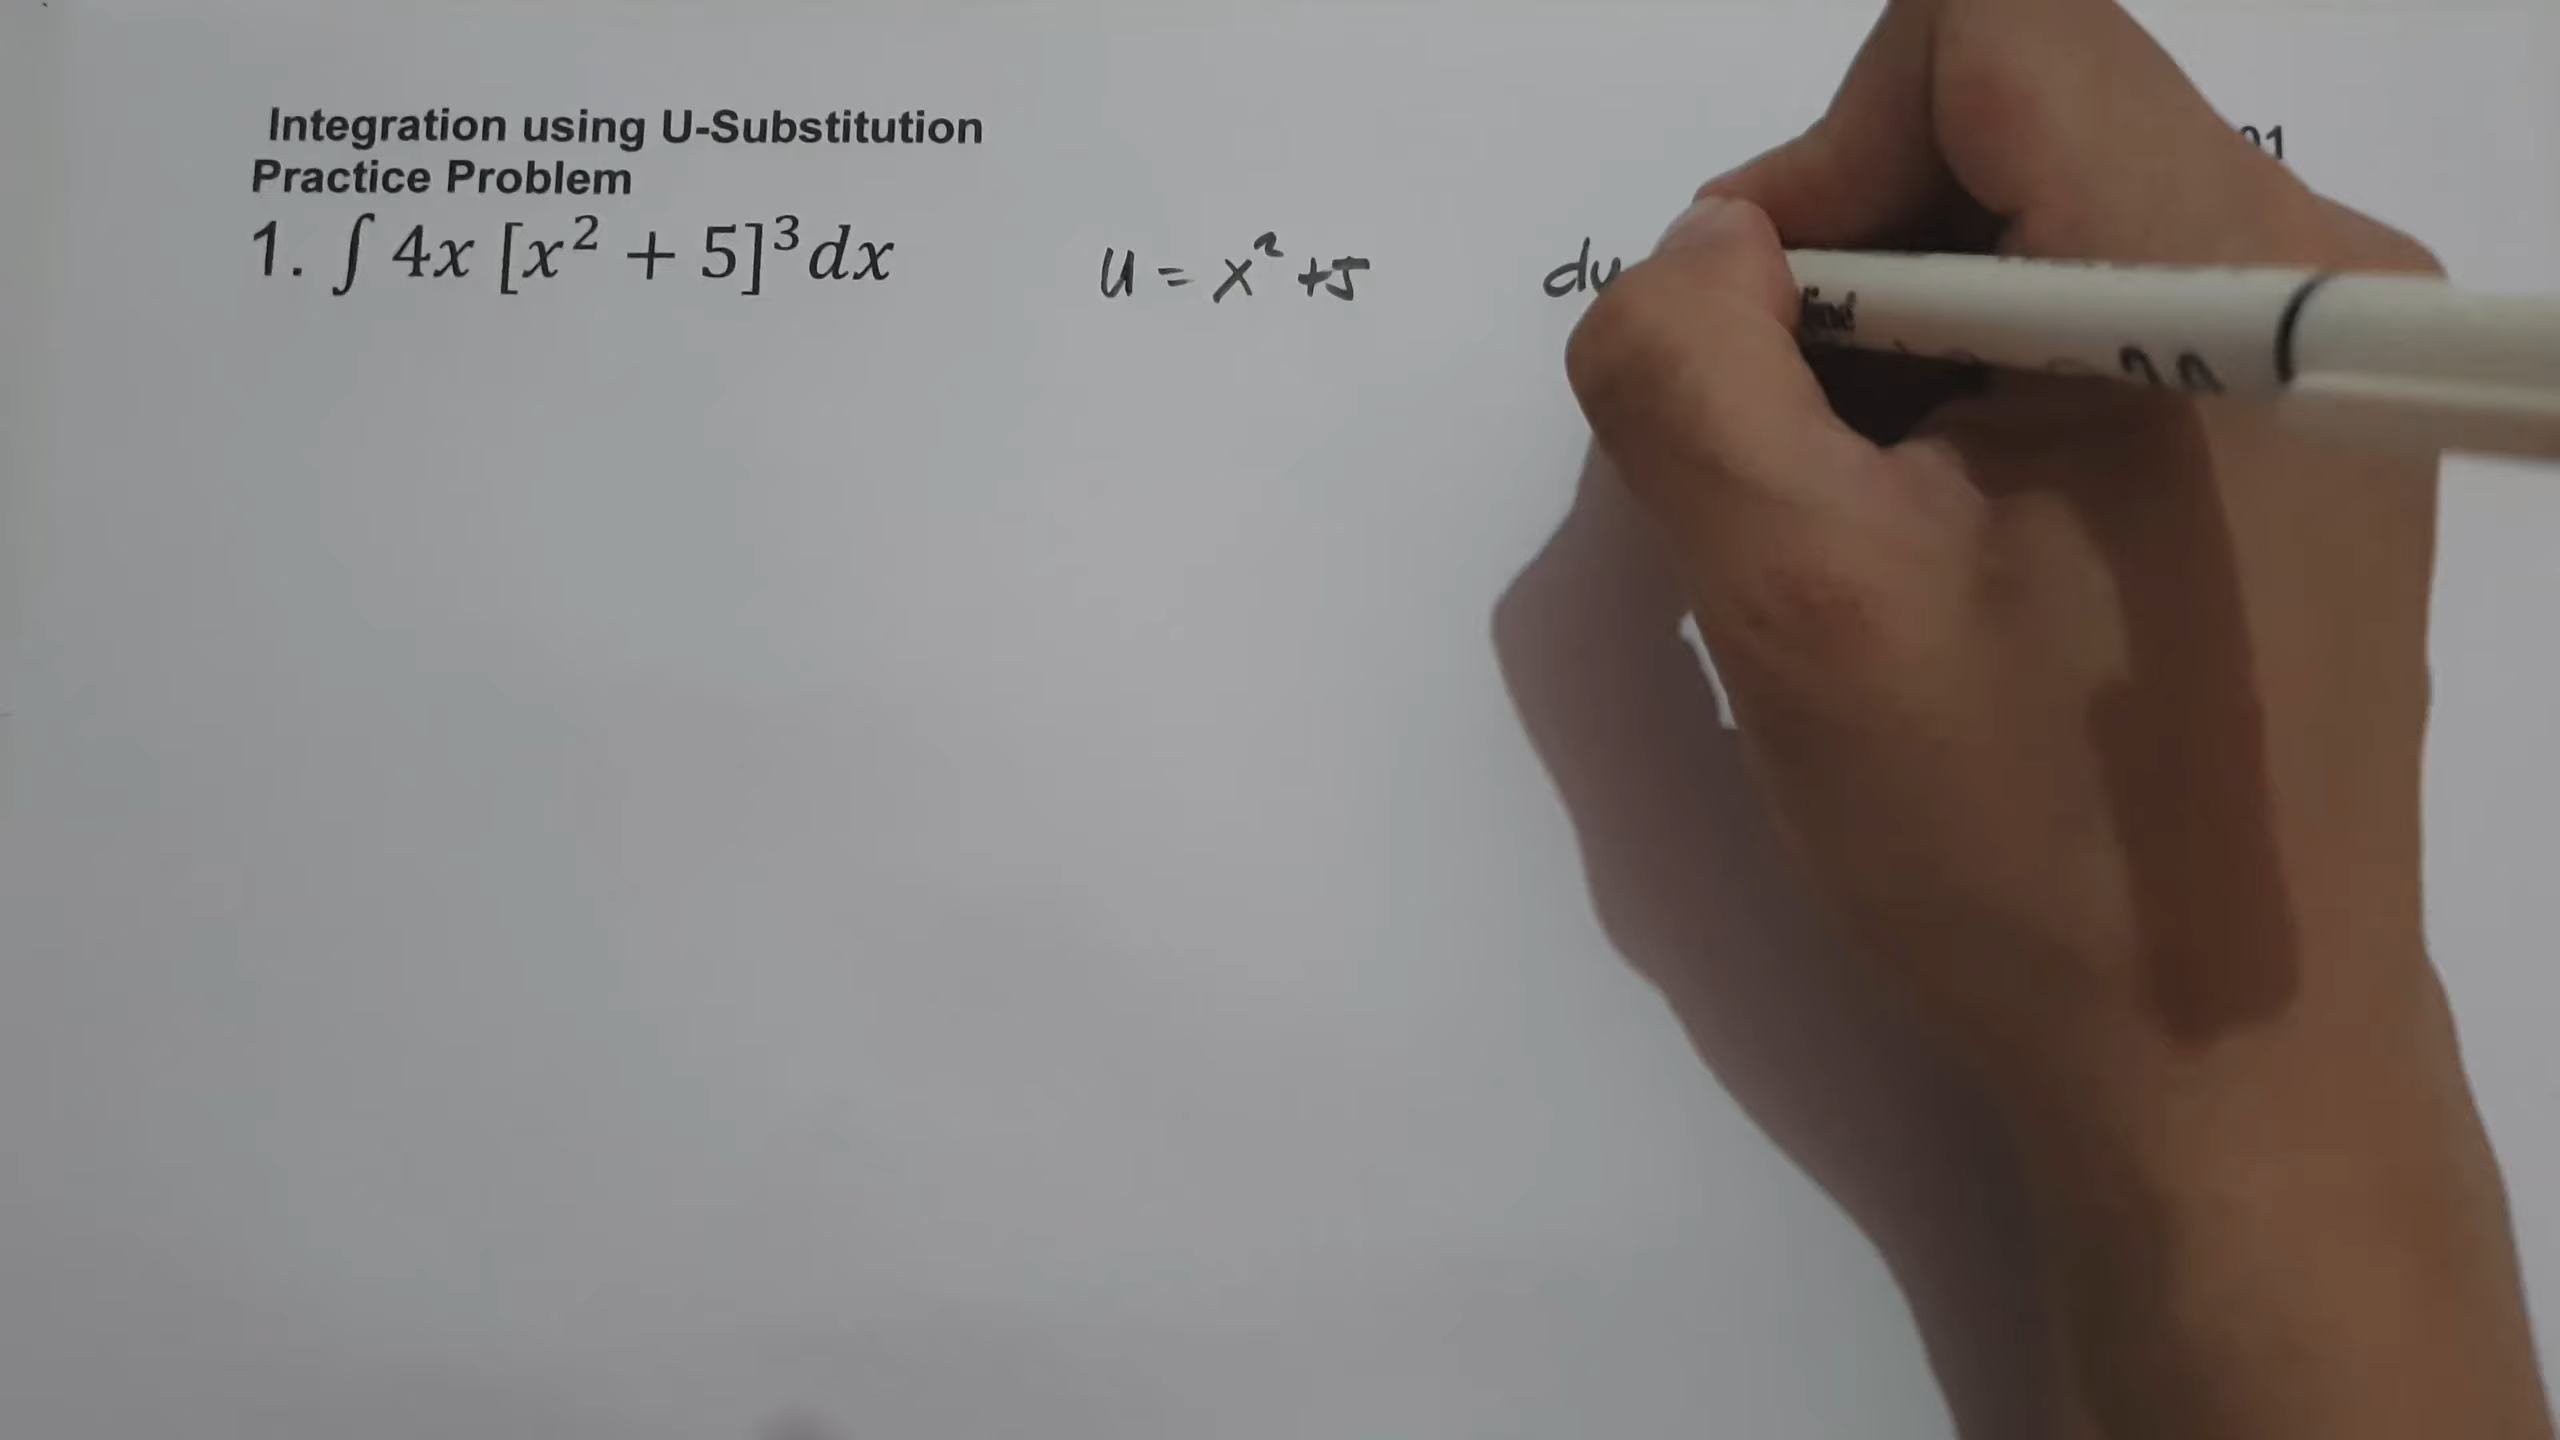 Integration using U-Substitution
Practice Problem
1. ∫ 4x [x² + 5]³ dx
u = x² + 5 du